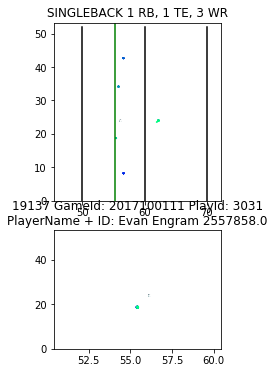 SINGLEBACK 1 RB, 1 TE, 3 WR
50
40
30
20
10
0
50 60 70
19137 GameId: 2017100111 PlayId: 3031
PlayerName + ID: Evan Engram 2557858.0
40
20
0
52.5 55.0 57.5 60.0